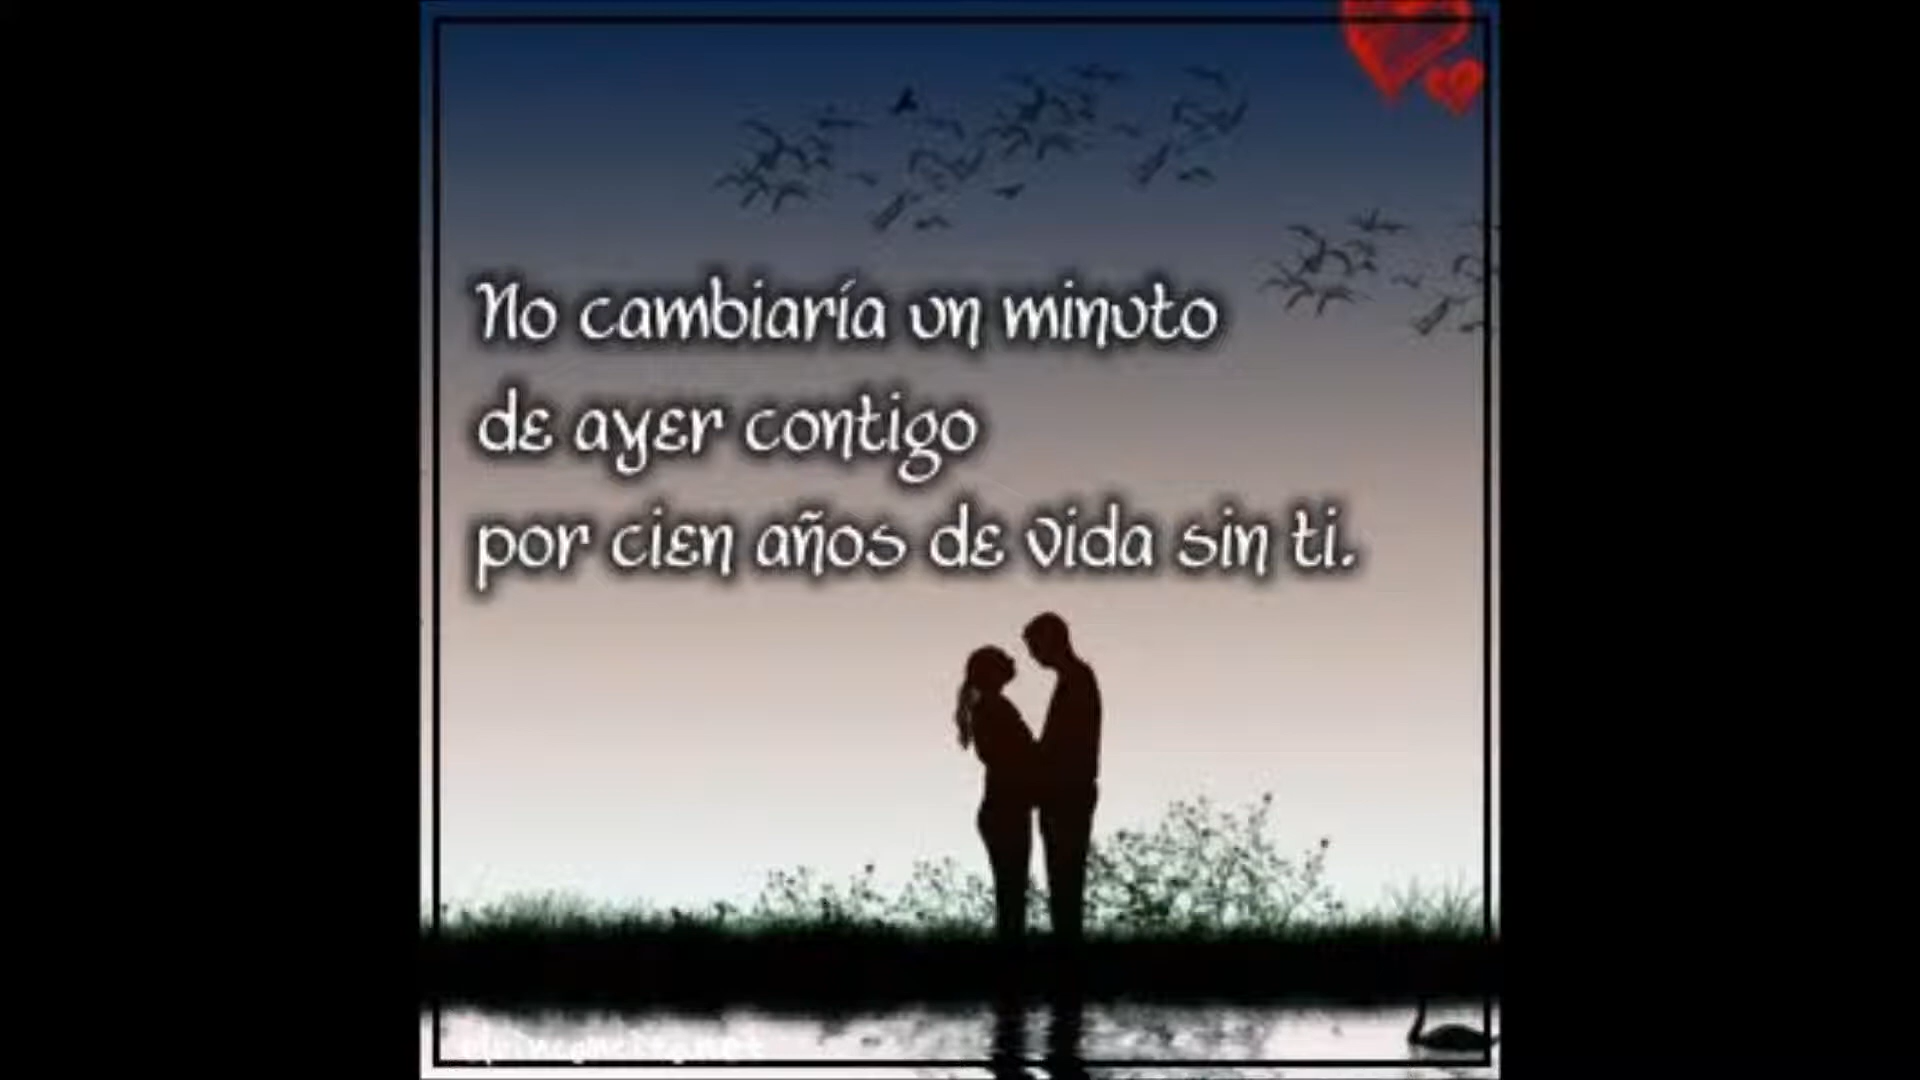 No cambiaría un minuto
de ayer contigo
por cien años de vida sin ti.